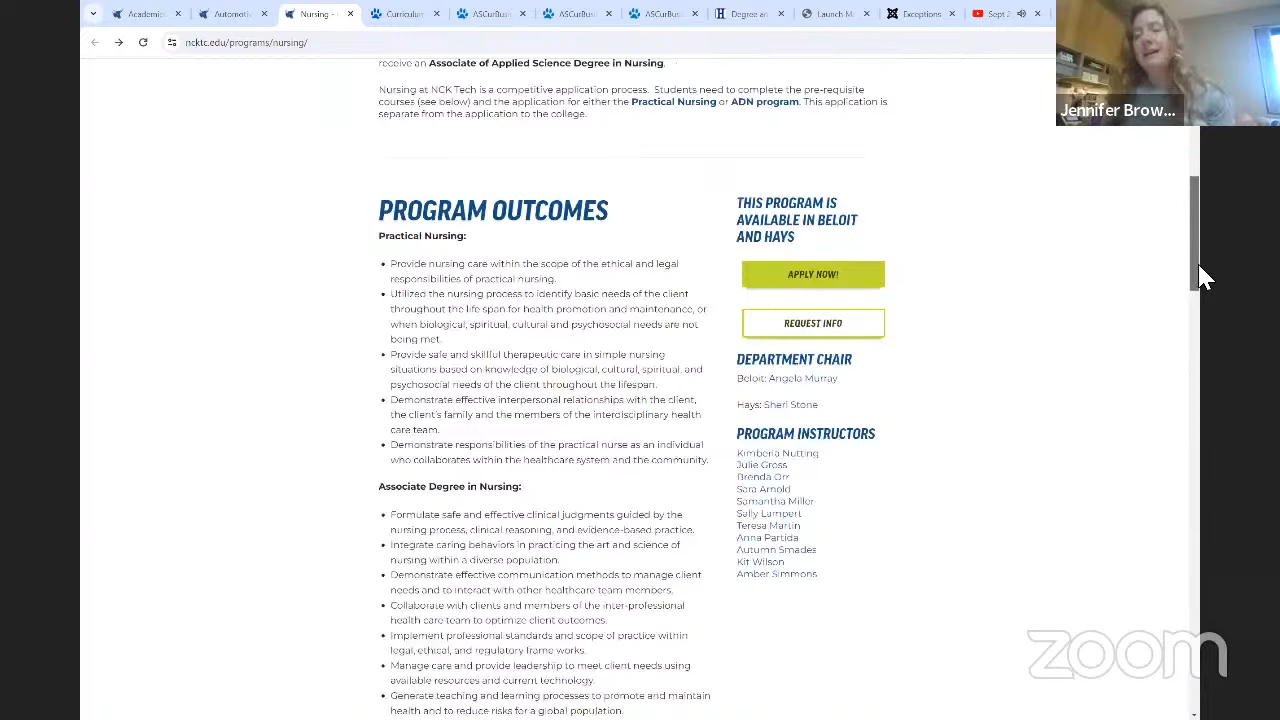 Academic
Automoti
Nursing -
Curriculum
ASCurBu
ASCurBu
ASCurBu
Degree an
Launch M
Exceptions
Sept 2
ncktc.edu/programs/nursing/
Jennifer Brow...
receive an Associate of Applied Science Degree in Nursing.
Nursing at NCK Tech is a competitive application process. Students need to complete the pre-requisite
courses (see below) and the application for either the Practical Nursing or ADN program. This application is
application to the college.
PROGRAM OUTCOMES
Practical Nursing:
• Provide nursing care within the scope of the ethical and legal
responsibilities of practical nursing.
• Utilized the nursing process to identify basic needs of the client
throughout the life span for health promotion and maintenance, or
when biological, spiritual, cultural and psychosocial needs are not
being met.
• Provide safe and skillful therapeutic care in simple nursing
situations based on knowledge of biological, cultural, spiritual, and
psychosocial needs of the client throughout the lifespan.
• Demonstrate effective interpersonal relationships with the client,
the client's family and the members of the interdisciplinary health
care team.
• Demonstrate responsibilities of the practical nurse as an individual
who collaborates within the healthcare system and the community.
Associate Degree in Nursing:
• Formulate safe and effective clinical judgments guided by the
nursing process, clinical reasoning, and evidence-based practice.
• Integrate caring behaviors in practicing the art and science of
nursing within a diverse population.
• Demonstrate effective communication methods to manage client
needs and to interact with other healthcare team members.
• Collaborate with clients and members of the inter-professional
health care team to optimize client outcomes.
• Implement professional standards and scope of practice within
legal, ethical, and regulatory frame works.
• Manage care and provide leadership to meet client needs using
available resources and current technology.
• Generate teaching and learning processes to promote and maintain
health and to reduce risks for a global population.
THIS PROGRAM IS
AVAILABLE IN BELOIT
AND HAYS
APPLY NOW!
REQUEST INFO
DEPARTMENT CHAIR
Beloit: Angela Murray
Hays: Sheri Stone
PROGRAM INSTRUCTORS
Kimberla Nutting
Julie Gross
Brenda Orr
Sara Arnold
Samantha Miller
Sally Lampert
Teresa Martin
Anna Partida
Autumn Smades
Kit Wilson
Amber Simmons
zoom